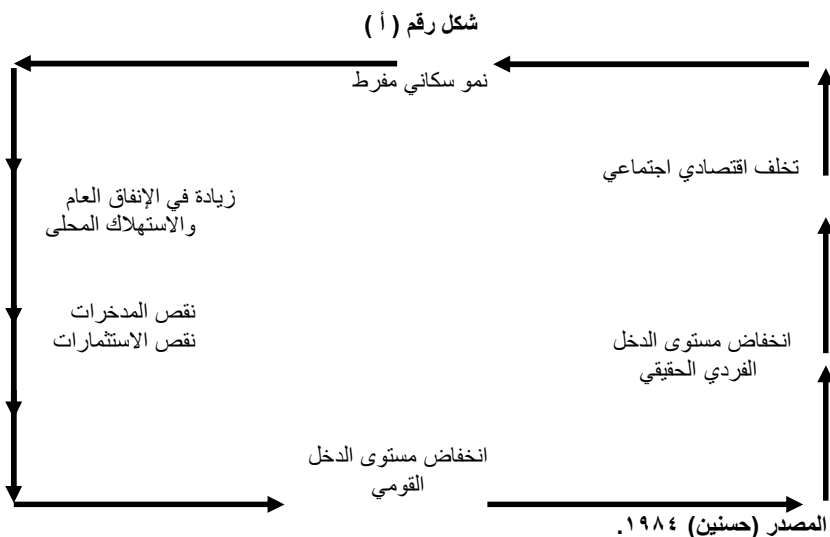 شكل رقم ( أ )
نمو سكاني مفرط
تخلف اقتصادي اجتماعي
زيادة في الإنفاق العام
والاستهلاك المحلى
نقص المدخرات
نقص الاستثمارات
انخفاض مستوى الدخل
الفردي الحقيقي
انخفاض مستوى الدخل
القومي
المصدر (حسنين) ١٩٨٤.